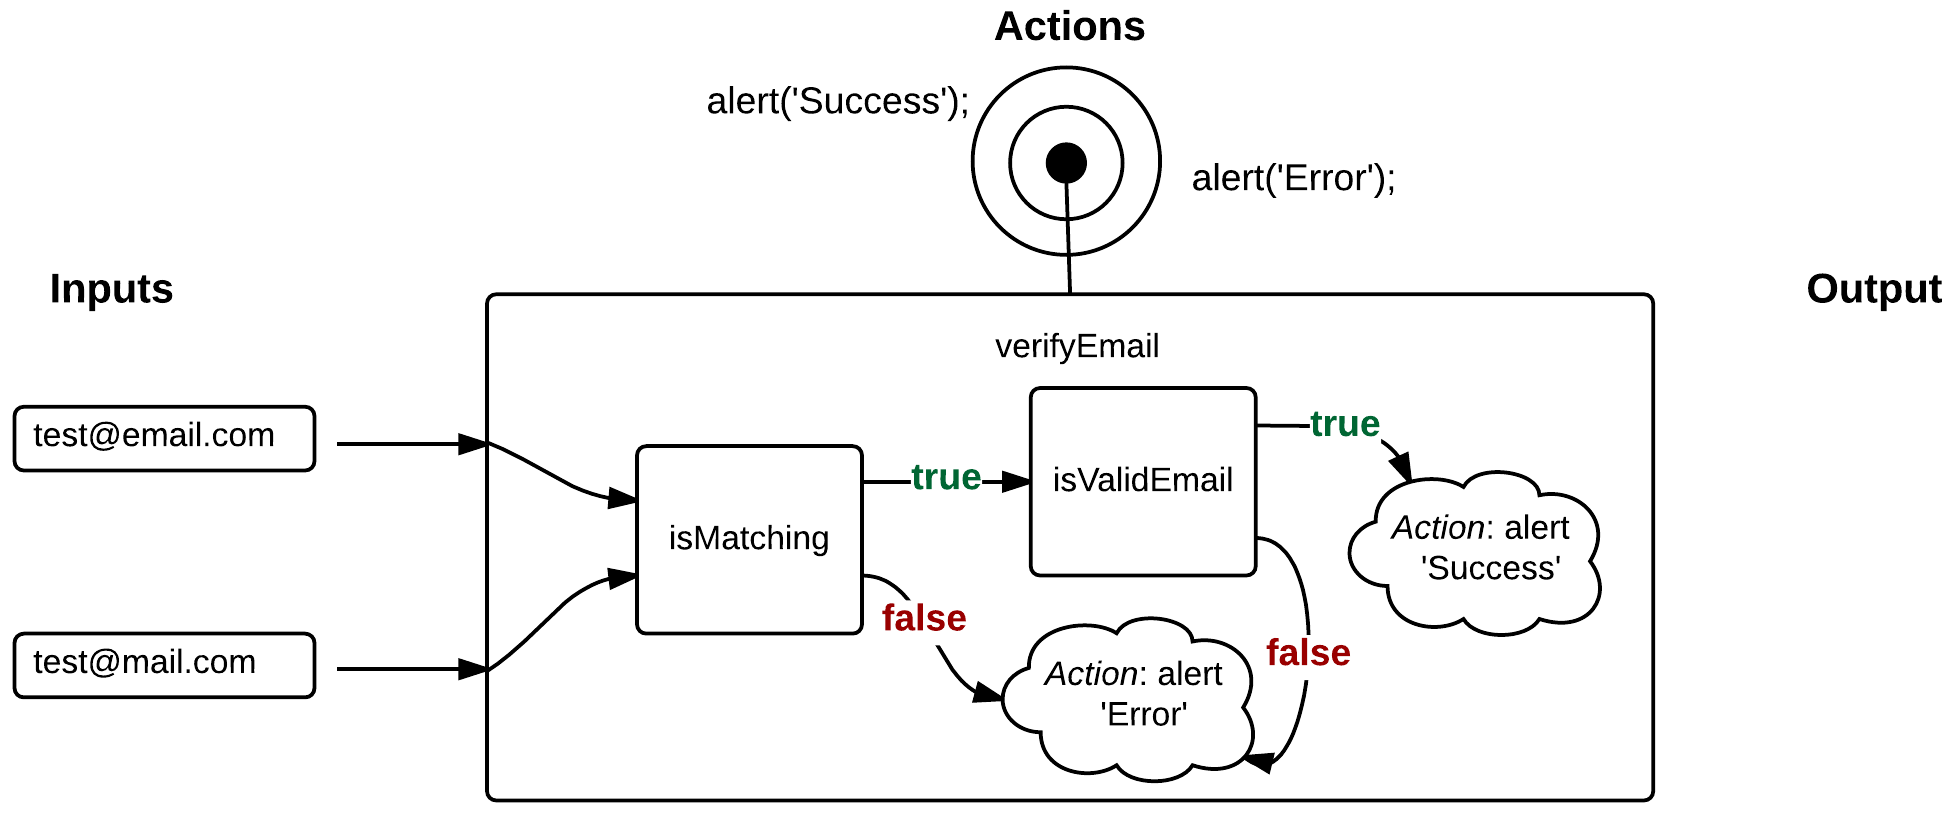 Actions
alert('Success');
alert('Error');
Inputs
Output
verifyEmail
test@email.com
true
isValidEmail
true
isMatching
Action: alert
'Success'
false
false
test@mail.com
Action: alert
'Error'